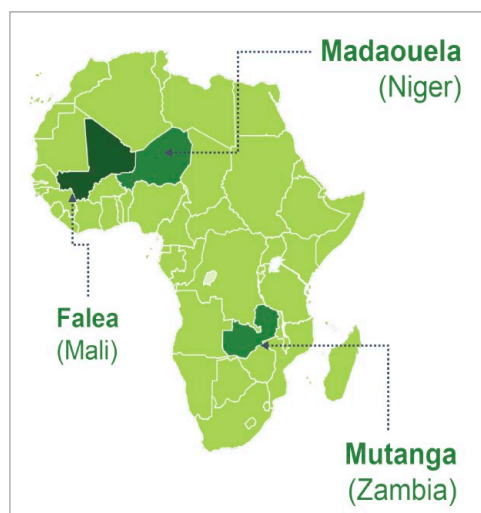 Madaouela
(Niger)
Falea
(Mali)
Mutanga
(Zambia)